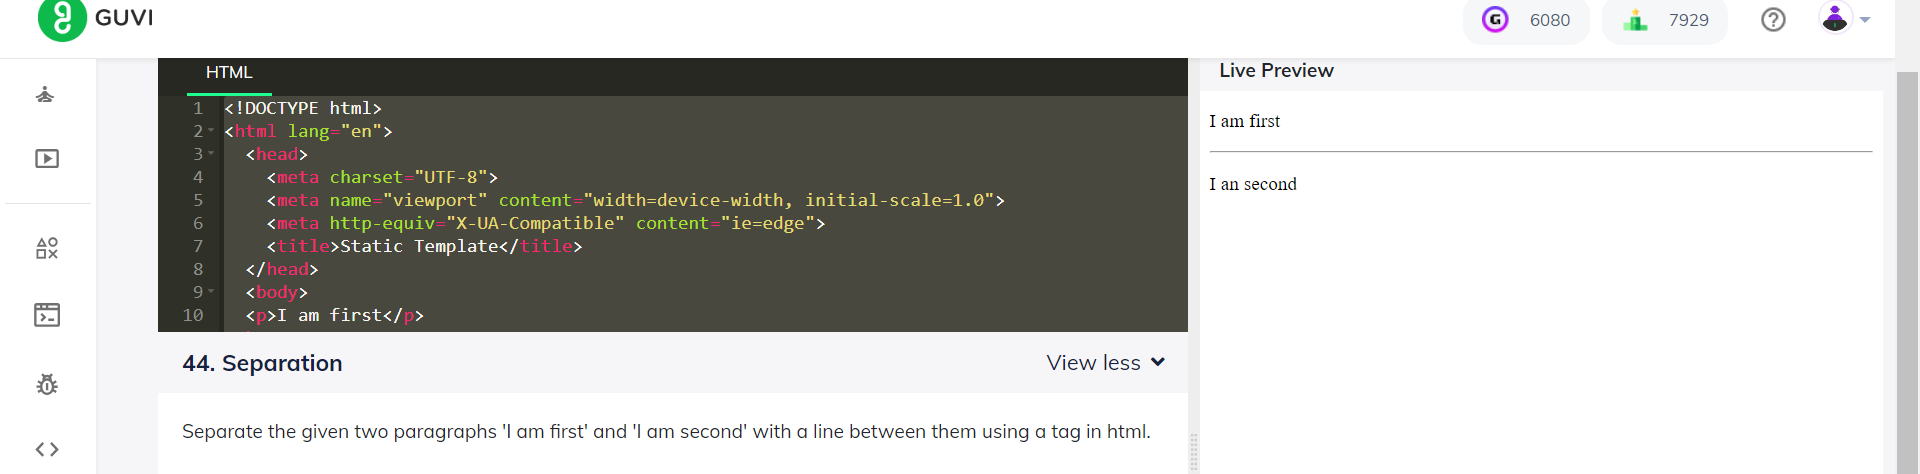 GUVI
6080
7929
HTML
Live Preview
1 <!DOCTYPE html>
2 <html lang="en">
3 <head>
4 <meta charset="UTF-8">
5 <meta name="viewport" content="width=device-width, initial-scale=1.0">
6 <meta http-equiv="X-UA-Compatible" content="ie=edge">
7 <title>Static Template</title>
8 </head>
9 <body>
10 <p>I am first</p>
I am first
I an second
44. Separation
View less
Separate the given two paragraphs 'I am first' and 'I am second' with a line between them using a tag in html.